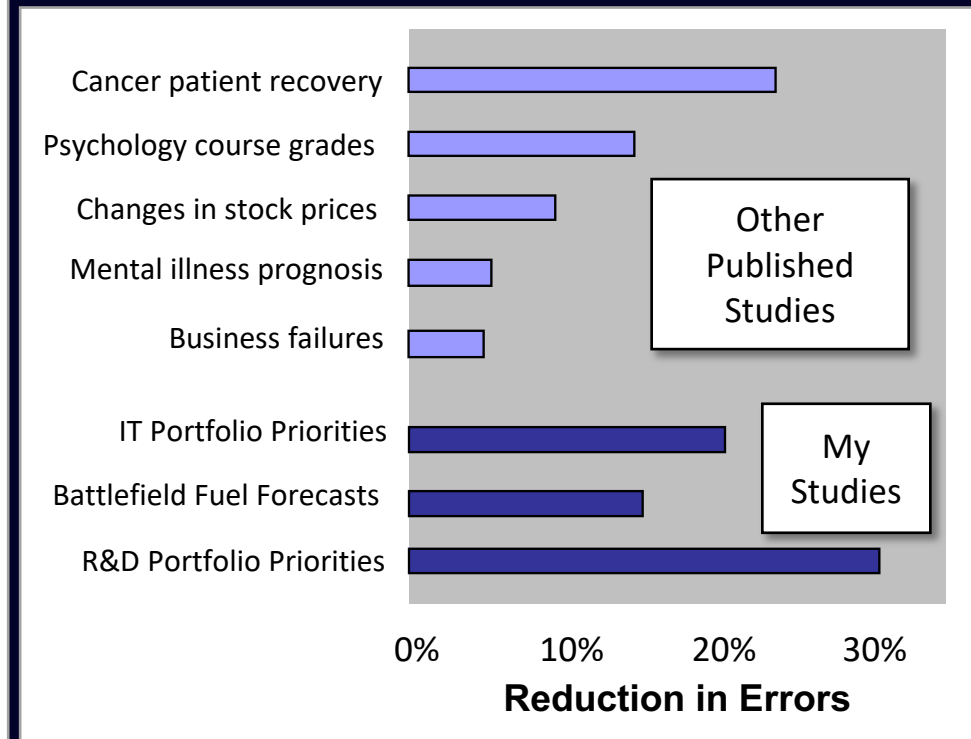 Cancer patient recovery
Psychology course grades
Changes in stock prices
Mental illness prognosis
Business failures
Other
Published
Studies
IT Portfolio Priorities
Battlefield Fuel Forecasts
R&D Portfolio Priorities
My
Studies
0% 10% 20% 30%
Reduction in Errors